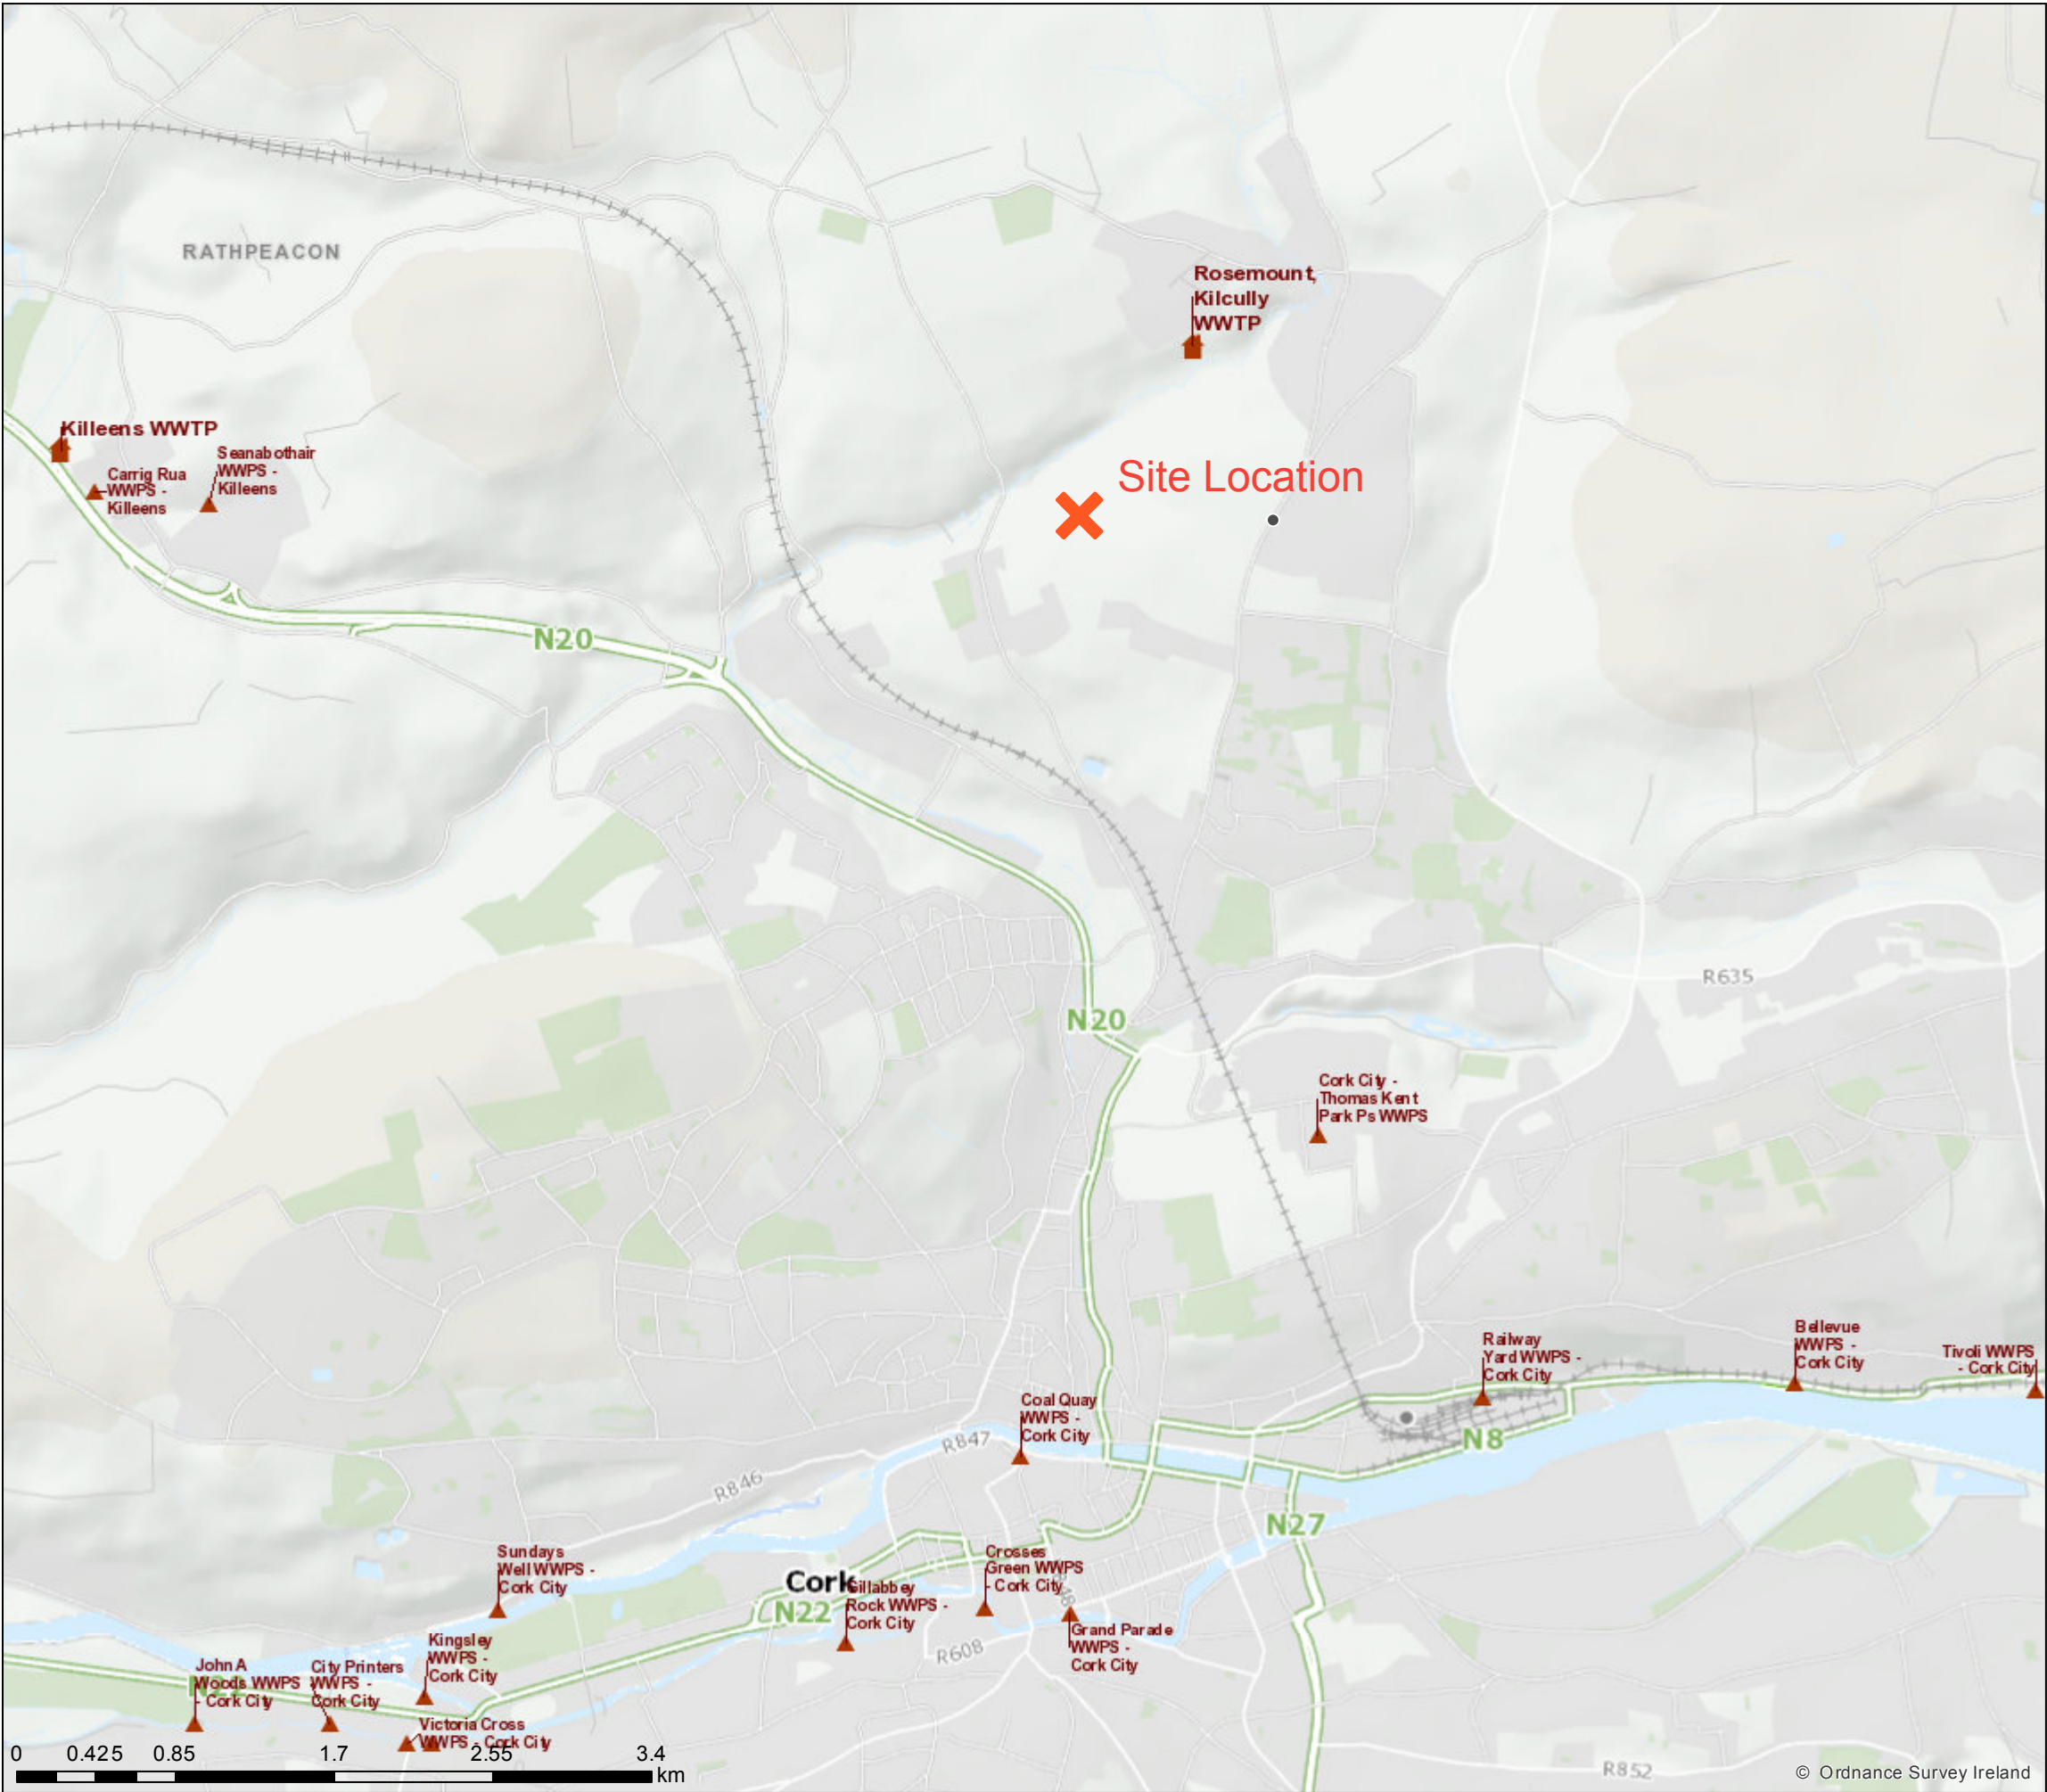 RATHPEACON
Rosemount,
Kilcully
WWTP
Killeens WWTP
Seanabothair
WWPS -
Killeens
Carrig Rua
WWPS -
Killeens
Site Location
N20
R635
N20
Cork City -
Thomas Kent
Park Ps WWPS
Bellevue
WWPS -
Cork City
Railway
Yard WWPS -
Cork City
Tivoli WWPS
- Cork City
Coal Quay
WWPS -
Cork City
R847
N8
R846
N27
Sundays
Well WWPS -
Cork City
Crosses
Green WWPS
- Cork City
Cork
Gillabbey
Rock WWPS -
Cork City
N22
Grand Parade
WWPS -
Cork City
R608
Kingsley
WWPS -
Cork City
John A
Woods WWPS
- Cork City
City Printers
WWPS -
Cork City
Victoria Cross
WWPS - Cork City
0 0.425 0.85 1.7 2.55 3.4
km
R852
© Ordnance Survey Ireland